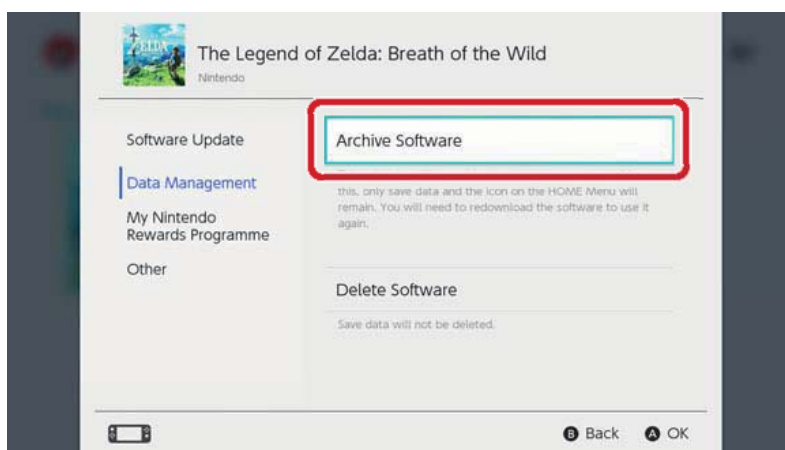 The Legend of Zelda: Breath of the Wild
Nintendo
Software Update
Data Management
My Nintendo
Rewards Programme
Other
Archive Software
this, only save data and the icon on the HOME Menu will
remain. You will need to redownload the software to use it
again.
Delete Software
Save data will not be deleted.
B Back
A OK